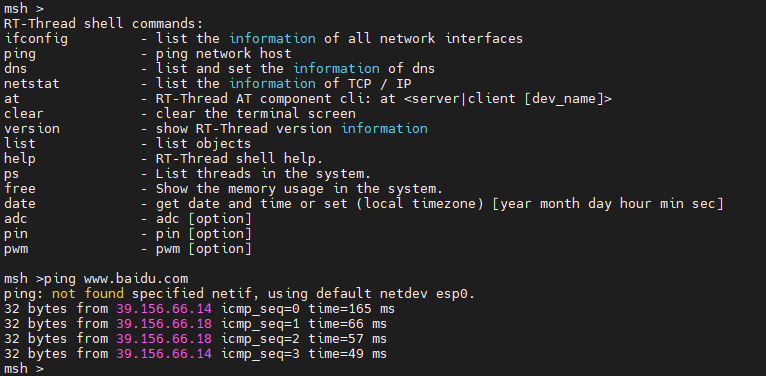 msh >
RT-Thread shell commands:
ifconfig         - list the information of all network interfaces
ping             - ping network host
dns              - list and set the information of dns
netstat          - list the information of TCP / IP
at               - RT-Thread AT component cli: at <server|client [dev_name]>
clear            - clear the terminal screen
version          - show RT-Thread version information
list             - list objects
help             - RT-Thread shell help.
ps               - List threads in the system.
free             - Show the memory usage in the system.
date             - get date and time or set (local timezone) [year month day hour min sec]
adc              - adc [option]
pin              - pin [option]
pwm              - pwm [option]

msh >ping www.baidu.com
ping: not found specified netif, using default netdev esp0.
32 bytes from 39.156.66.14 icmp_seq=0 time=165 ms
32 bytes from 39.156.66.18 icmp_seq=1 time=66 ms
32 bytes from 39.156.66.18 icmp_seq=2 time=57 ms
32 bytes from 39.156.66.14 icmp_seq=3 time=49 ms
msh >